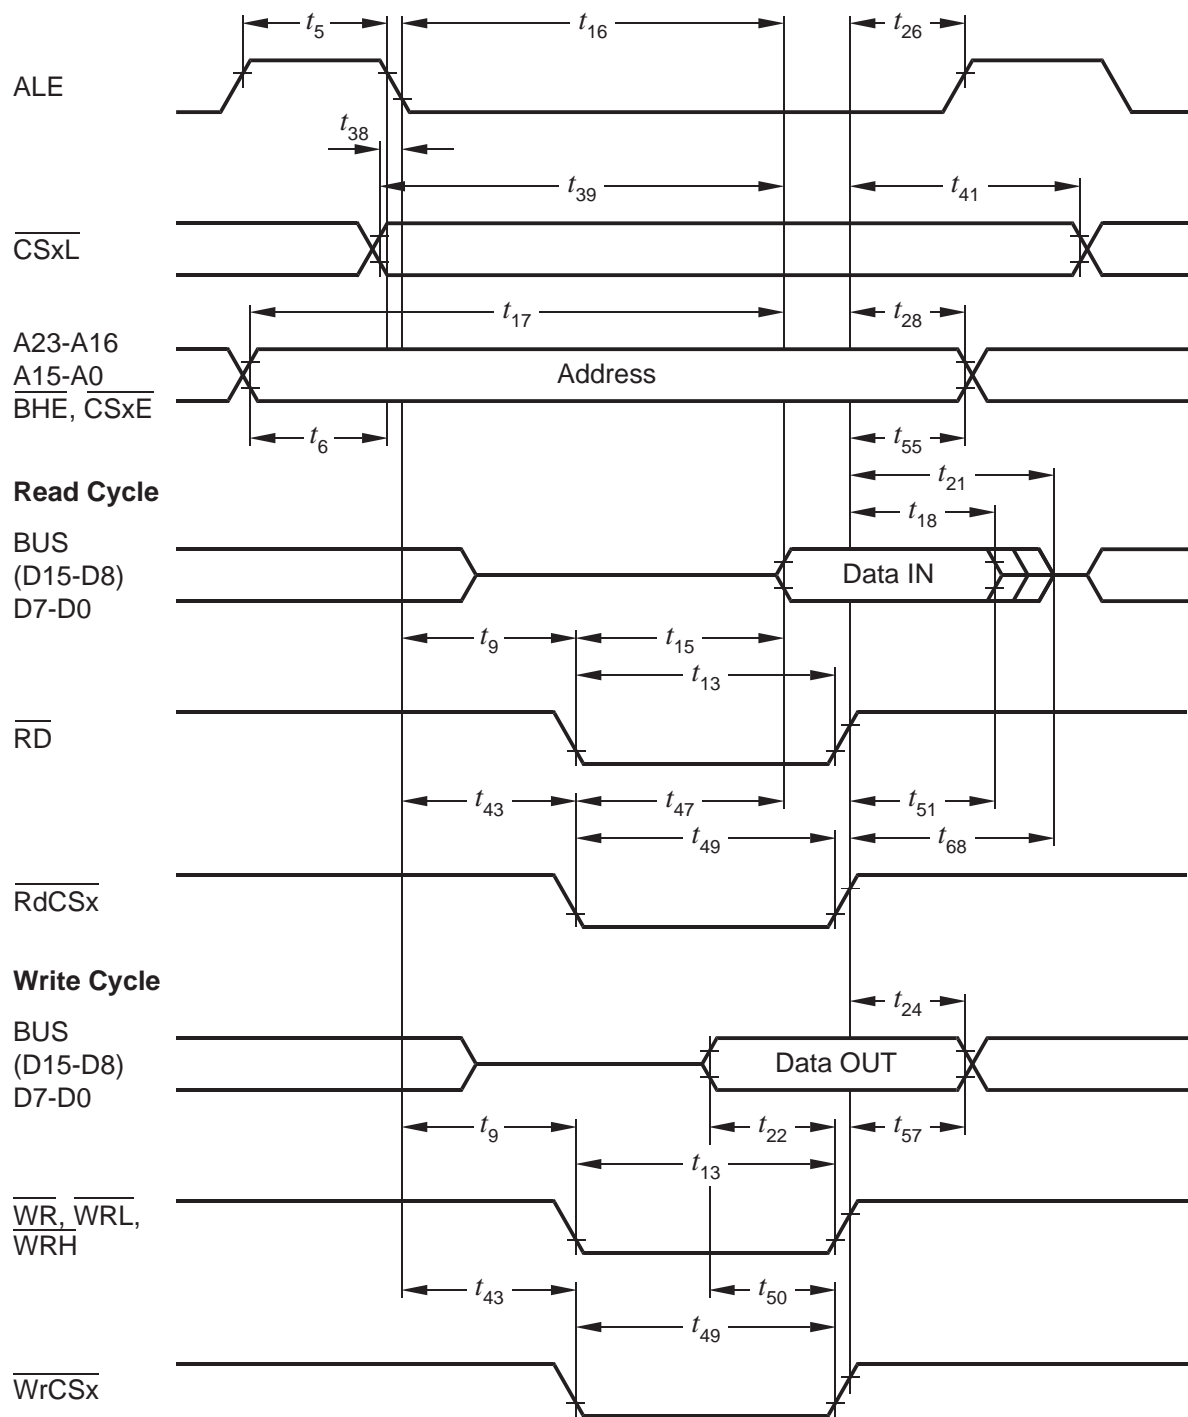 t5
t16
t26
ALE
t38
t39
t41
CSxL
t17
t28
A23-A16
A15-A0
BHE, CSxE
Address
t6
t55
t21
Read Cycle
t18
BUS
(D15-D8)
D7-D0
Data IN
t9
t15
t13
RD
t43
t47
t51
t49
t68
RdCSx
Write Cycle
t24
BUS
(D15-D8)
D7-D0
Data OUT
t9
t22
t57
t13
WR, WRL,
WRH
t43
t50
t49
WrCSx